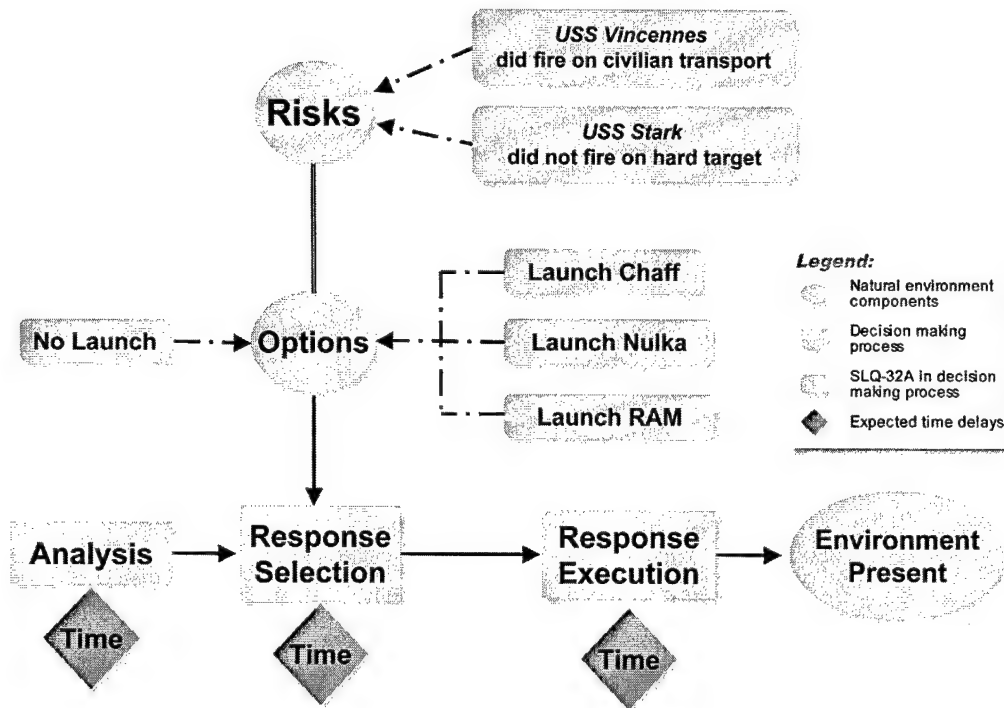 USS Vincennes
did fire on civilian transport
Risks
USS Stark
did not fire on hard target
Launch Chaff
No Launch
Options
Launch Nulka
Launch RAM
Legend:
Natural environment
components
Decision making
process
SLQ-32A in decision
making process
Expected time delays
Analysis
Response
Selection
Response
Execution
Environment
Present
Time
Time
Time